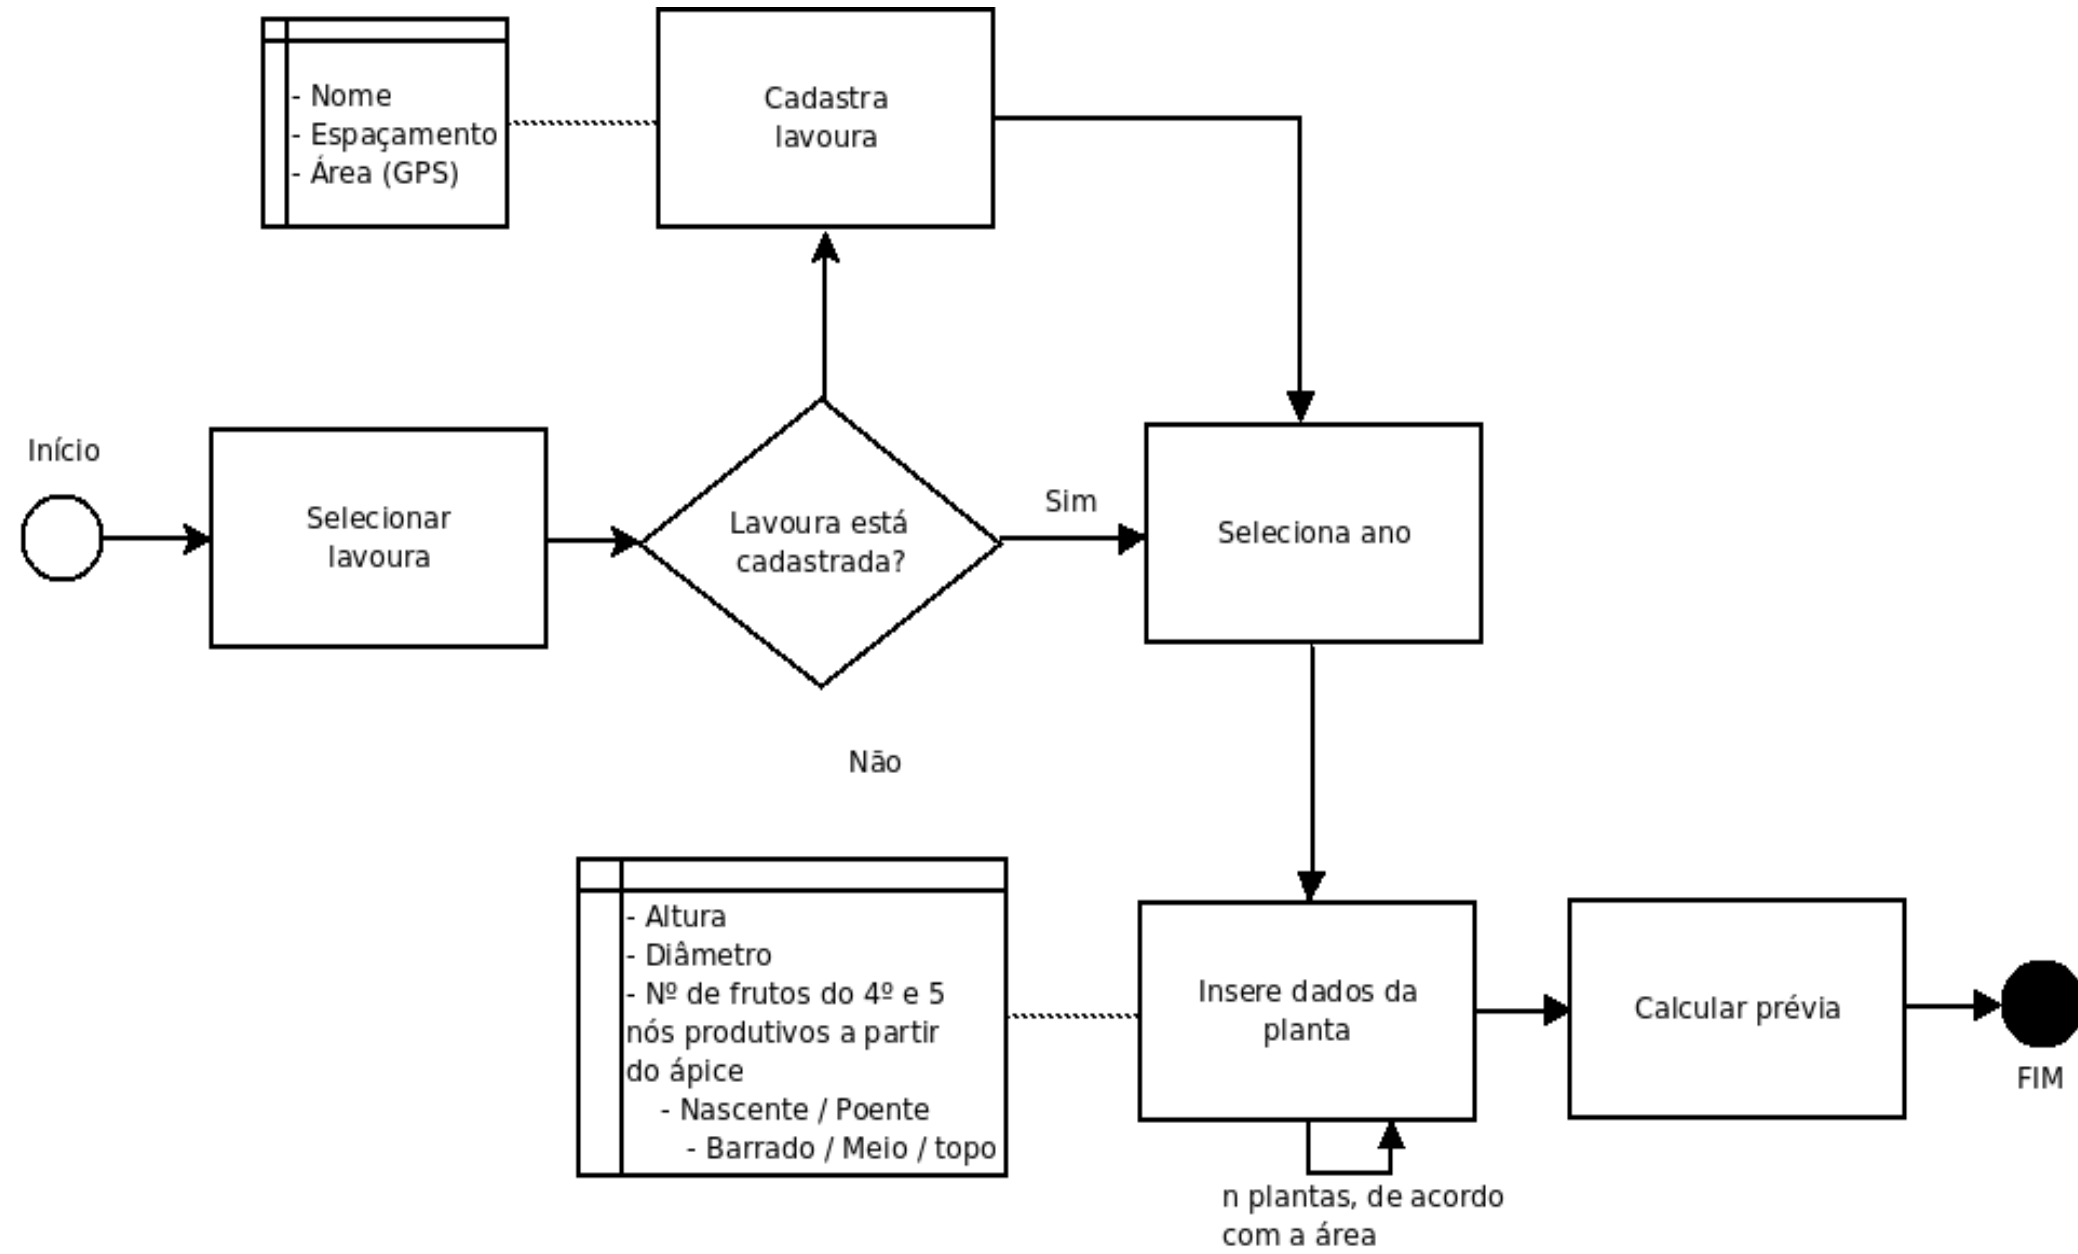 - Nome
- Espaçamento
- Área (GPS)
Cadastra
lavoura
Início
Selecionar
lavoura
Lavoura está
cadastrada?
Sim
Seleciona ano
Não
- Altura
- Diâmetro
- Nº de frutos do 4º e 5
nós produtivos a partir
do ápice
- Nascente / Poente
- Barrado / Meio / topo
Insere dados da
planta
Calcular prévia
FIM
n plantas, de acordo
com a área